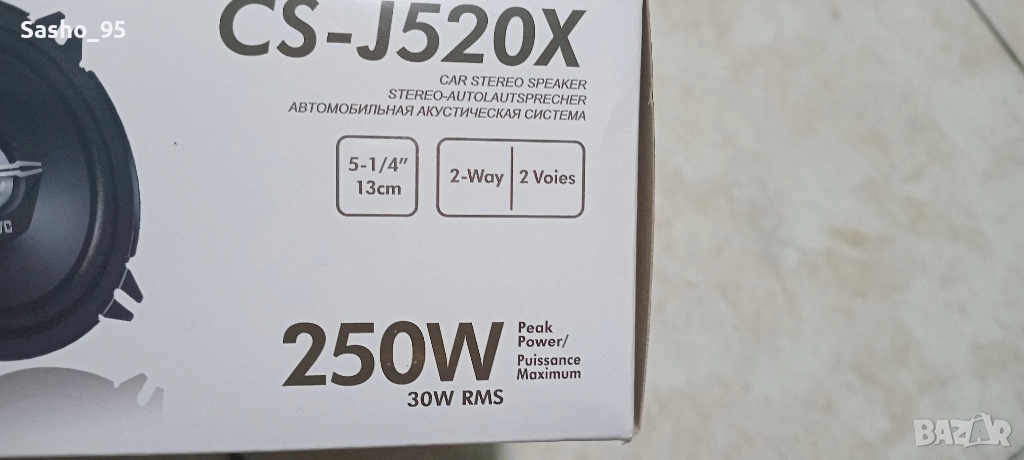 Sasho_95
CS-J520X
CAR STEREO SPEAKER
STEREO-AUTOLAUTSPRECHER
АВТОМОБИЛЬНАЯ АКУСТИЧЕСКАЯ СИСТЕМА
5-1/4"
13cm
2-Way 2 Voies
250W
Peak
Power/
Puissance
Maximum
30W RMS
BAZAR